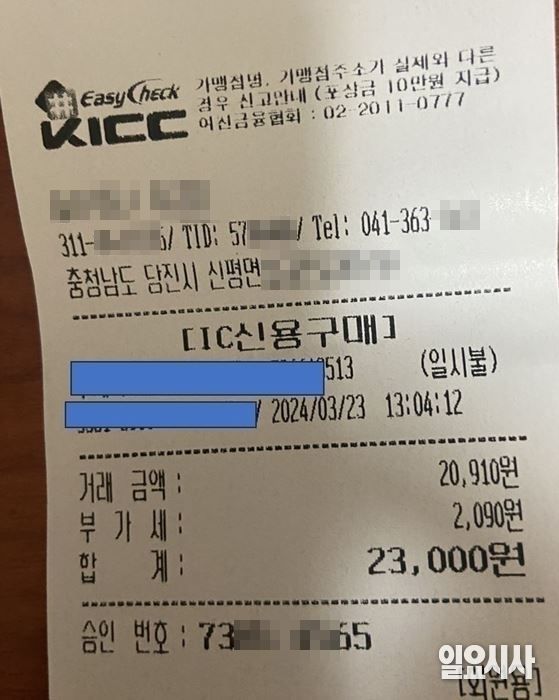 EasyCheck
KICC
가맹점명, 가맹점주소가 실제와 다른
경우 신고안내 (포상금 10만원 지급)
여신금융협회 : 02-2011-0777
311- / TID: 57 / Tel: 041-363-
충청남도 당진시 신평면
[IC신용구매]
513 (일시불)
/ 2024/03/23 13:04:12
거래 금액 : 20,910원
부 가 세 : 2,090원
합 계 : 23,000원
승인 번호 : 73 65
[회원용]
일요시사